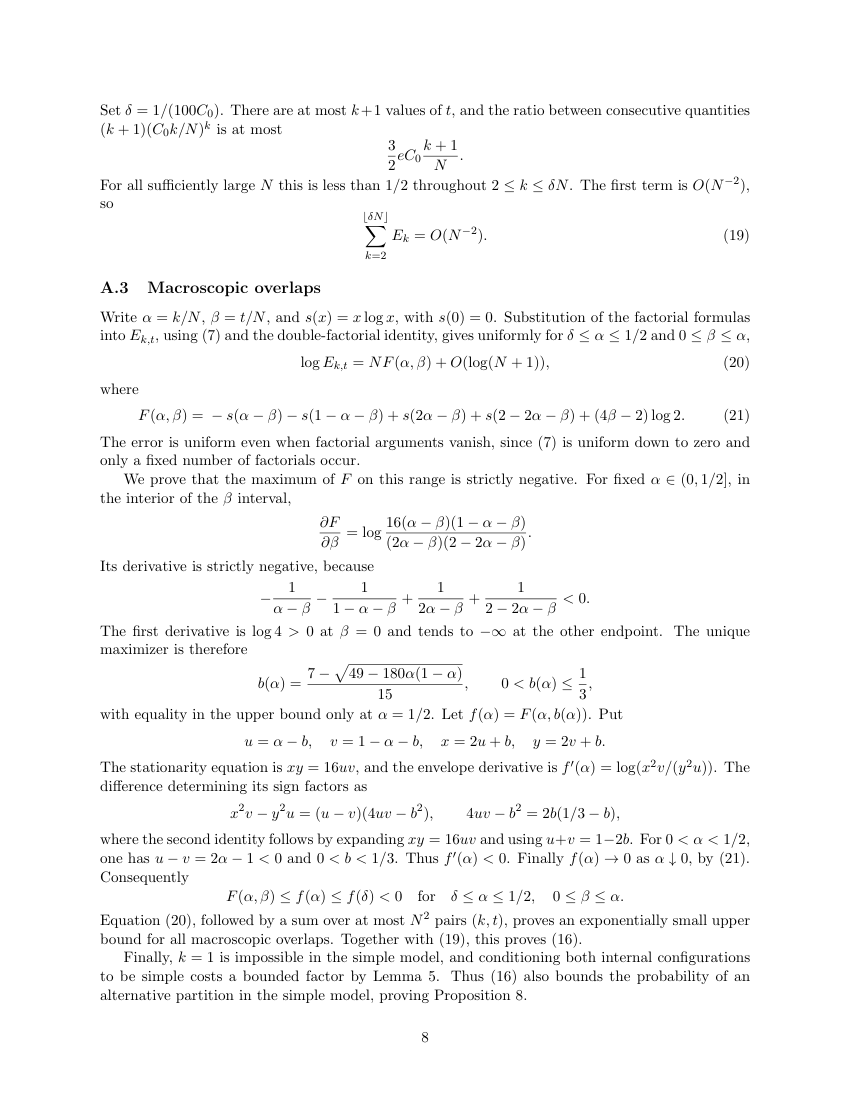 Set δ = 1/(100C₀). There are at most k+1 values of t, and the ratio between consecutive quantities
(k + 1)(C₀k/N)ᵏ is at most
3/2 eC₀ (k + 1)/N.
For all sufficiently large N this is less than 1/2 throughout 2 ≤ k ≤ δN. The first term is O(N⁻²),
so
∑_{k=2}^{⌊δN⌋} E_k = O(N⁻²). (19)
A.3 Macroscopic overlaps
Write α = k/N, β = t/N, and s(x) = x log x, with s(0) = 0. Substitution of the factorial formulas
into E_{k,t}, using (7) and the double-factorial identity, gives uniformly for δ ≤ α ≤ 1/2 and 0 ≤ β ≤ α,
log E_{k,t} = NF(α, β) + O(log(N + 1)), (20)
where
F(α, β) = − s(α − β) − s(1 − α − β) + s(2α − β) + s(2 − 2α − β) + (4β − 2) log 2. (21)
The error is uniform even when factorial arguments vanish, since (7) is uniform down to zero and
only a fixed number of factorials occur.
We prove that the maximum of F on this range is strictly negative. For fixed α ∈ (0, 1/2], in
the interior of the β interval,
∂F/∂β = log 16(α − β)(1 − α − β)/((2α − β)(2 − 2α − β)).
Its derivative is strictly negative, because
−1/(α − β) − 1/(1 − α − β) + 1/(2α − β) + 1/(2 − 2α − β) < 0.
The first derivative is log 4 > 0 at β = 0 and tends to −∞ at the other endpoint. The unique
maximizer is therefore
b(α) = (7 − √(49 − 180α(1 − α)))/15, 0 < b(α) ≤ 1/3,
with equality in the upper bound only at α = 1/2. Let f(α) = F(α, b(α)). Put
u = α − b, v = 1 − α − b, x = 2u + b, y = 2v + b.
The stationarity equation is xy = 16uv, and the envelope derivative is f′(α) = log(x²v/(y²u)). The
difference determining its sign factors as
x²v − y²u = (u − v)(4uv − b²), 4uv − b² = 2b(1/3 − b),
where the second identity follows by expanding xy = 16uv and using u+v = 1−2b. For 0 < α < 1/2,
one has u − v = 2α − 1 < 0 and 0 < b < 1/3. Thus f′(α) < 0. Finally f(α) → 0 as α ↓ 0, by (21).
Consequently
F(α, β) ≤ f(α) ≤ f(δ) < 0 for δ ≤ α ≤ 1/2, 0 ≤ β ≤ α.
Equation (20), followed by a sum over at most N² pairs (k, t), proves an exponentially small upper
bound for all macroscopic overlaps. Together with (19), this proves (16).
Finally, k = 1 is impossible in the simple model, and conditioning both internal configurations
to be simple costs a bounded factor by Lemma 5. Thus (16) also bounds the probability of an
alternative partition in the simple model, proving Proposition 8.
8